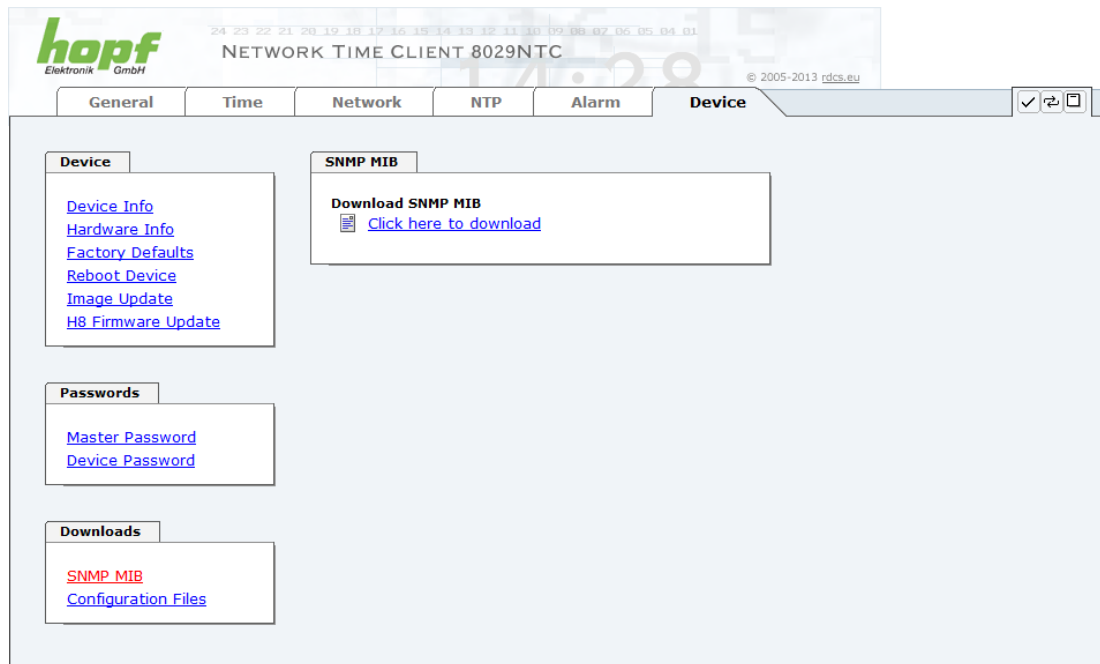 hopf
Elektronik GmbH
24 23 22 21 20 19 18 17 16 15 14 13 12 11 10 09 08 07 06 05 04 01
NETWORK TIME CLIENT 8029NTC
14:28
© 2005-2013 rdcs.eu
General
Time
Network
NTP
Alarm
Device
Device
Device Info
Hardware Info
Factory Defaults
Reboot Device
Image Update
H8 Firmware Update
SNMP MIB
Download SNMP MIB
Click here to download
Passwords
Master Password
Device Password
Downloads
SNMP MIB
Configuration Files